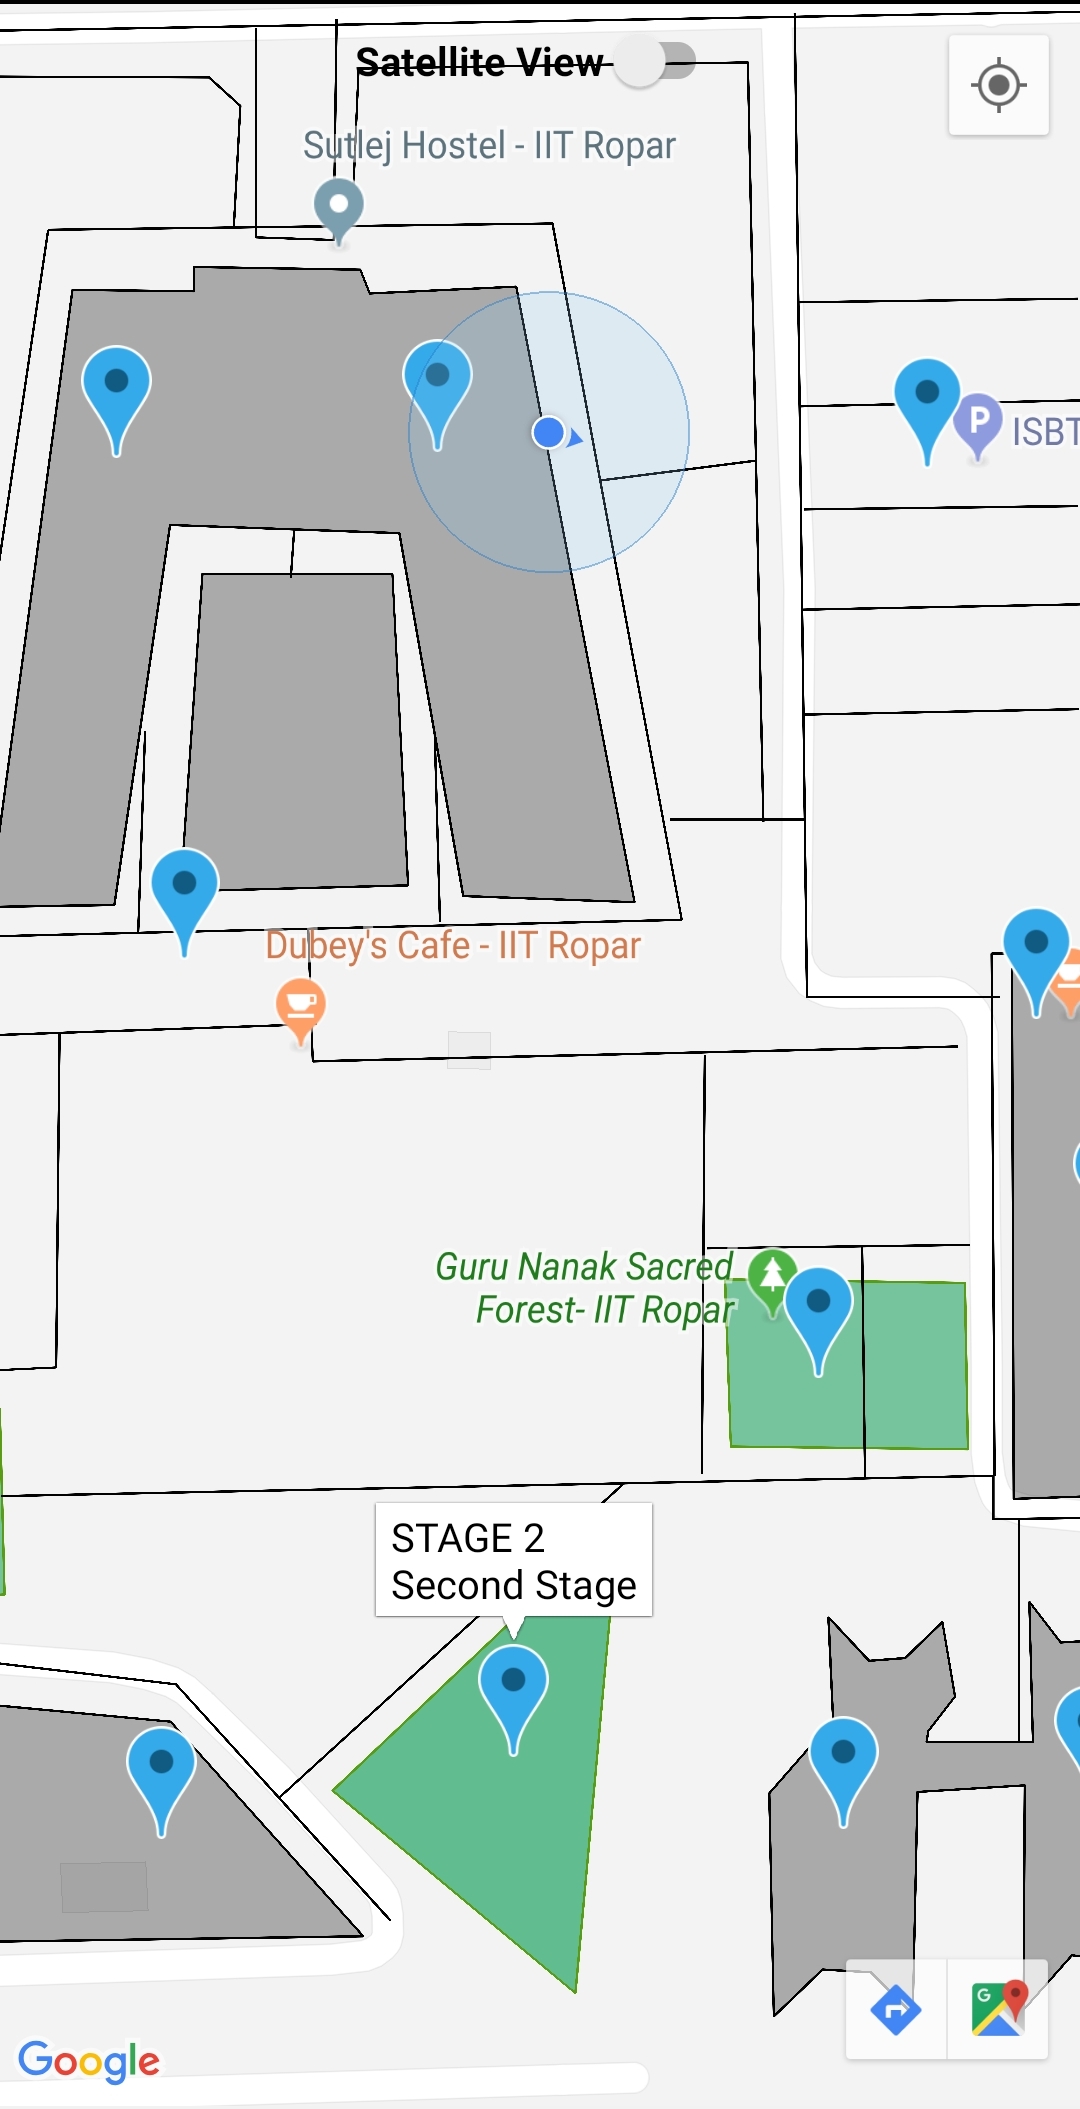 Satellite View
Sutlej Hostel - IIT Ropar
P
ISBT
Dubey's Cafe - IIT Ropar
Guru Nanak Sacred
Forest- IIT Ropar
STAGE 2
Second Stage
G
Google